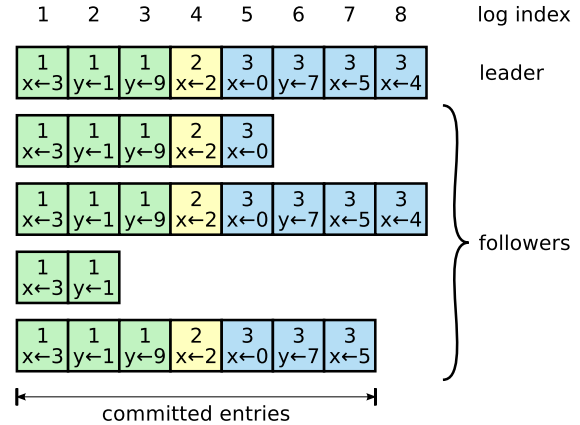 1 2 3 4 5 6 7 8 log index
1 1 1 2 3 3 3 3
x←3 y←1 y←9 x←2 x←0 y←7 x←5 x←4
leader
1 1 1 2 3
x←3 y←1 y←9 x←2 x←0
1 1 1 2 3 3 3 3
x←3 y←1 y←9 x←2 x←0 y←7 x←5 x←4
followers
1 1
x←3 y←1
1 1 1 2 3 3 3
x←3 y←1 y←9 x←2 x←0 y←7 x←5
committed entries